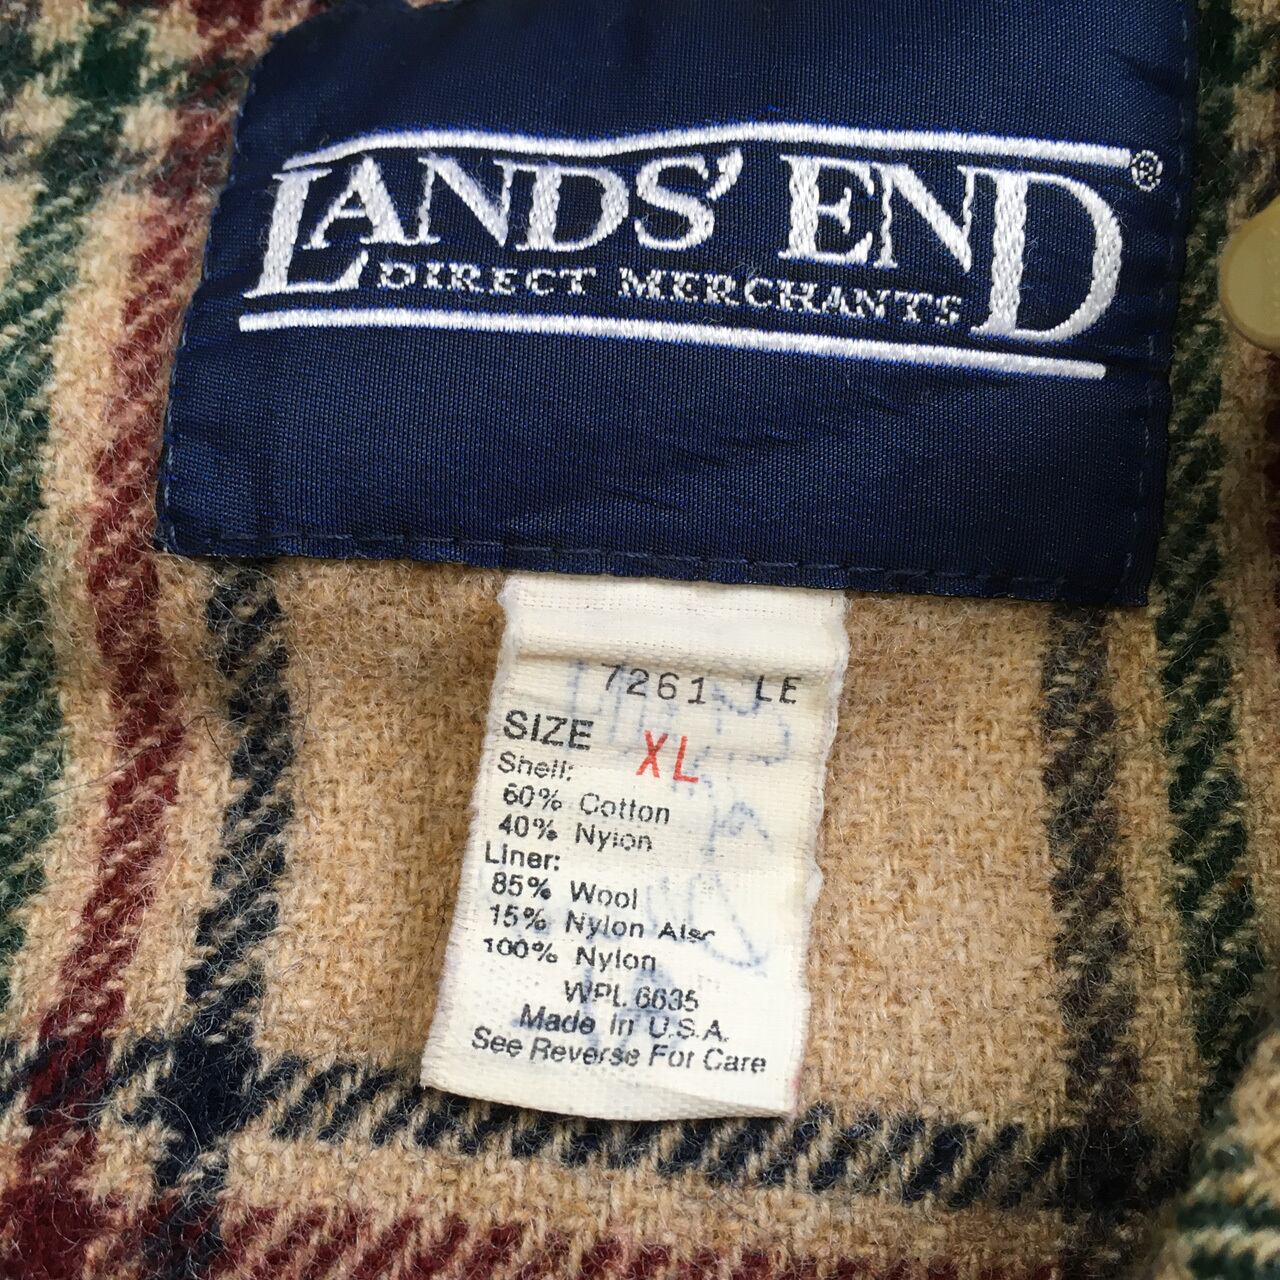 LANDS' END®
DIRECT MERCHANTS
7261 LE
SIZE XL
Shell:
60% Cotton
40% Nylon
Liner:
85% Wool
15% Nylon Also
100% Nylon
WPL 6635
Made In U.S.A.
See Reverse For Care